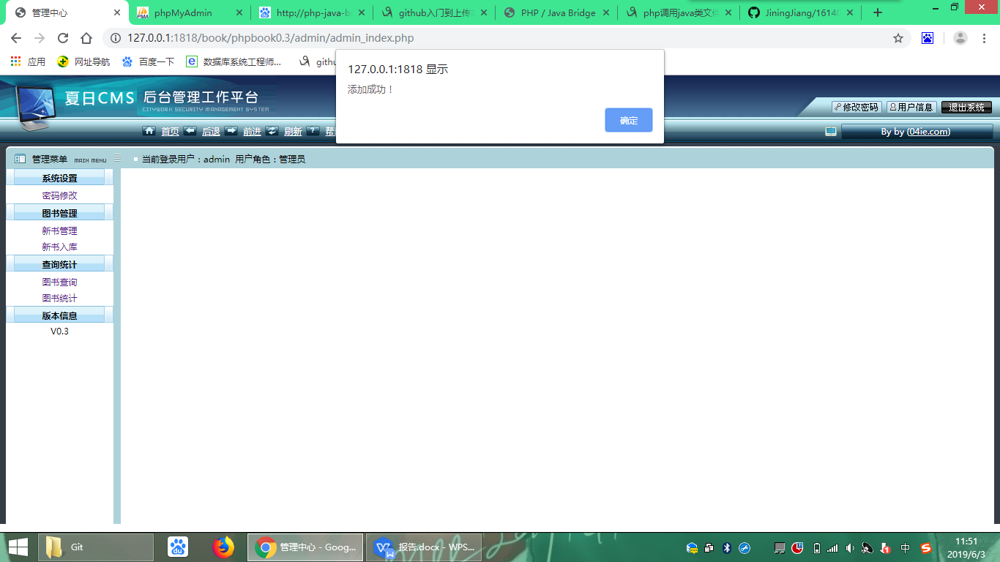 管理中心
phpMyAdmin
http://php-java-b
github入门到上传
PHP / Java Bridge
php调用java类文件
JiningJiang/1614
127.0.0.1:1818/book/phpbook0.3/admin/admin_index.php
应用 网址导航 百度一下 数据库系统工程师... githu
127.0.0.1:1818 显示
添加成功！
确定
夏日CMS 后台管理工作平台
CITYWORK SECURITY MANAGEMENT SYSTEM
修改密码 用户信息 退出系统
首页 后退 前进 刷新 ? 帮
By by (04ie.com)
管理菜单 MAIN MENU
当前登录用户：admin 用户角色：管理员
系统设置
密码修改
图书管理
新书管理
新书入库
查询统计
图书查询
图书统计
版本信息
V0.3
Git
du
管理中心 - Goog...
报告.docx - WPS...
中
11:51
2019/6/3